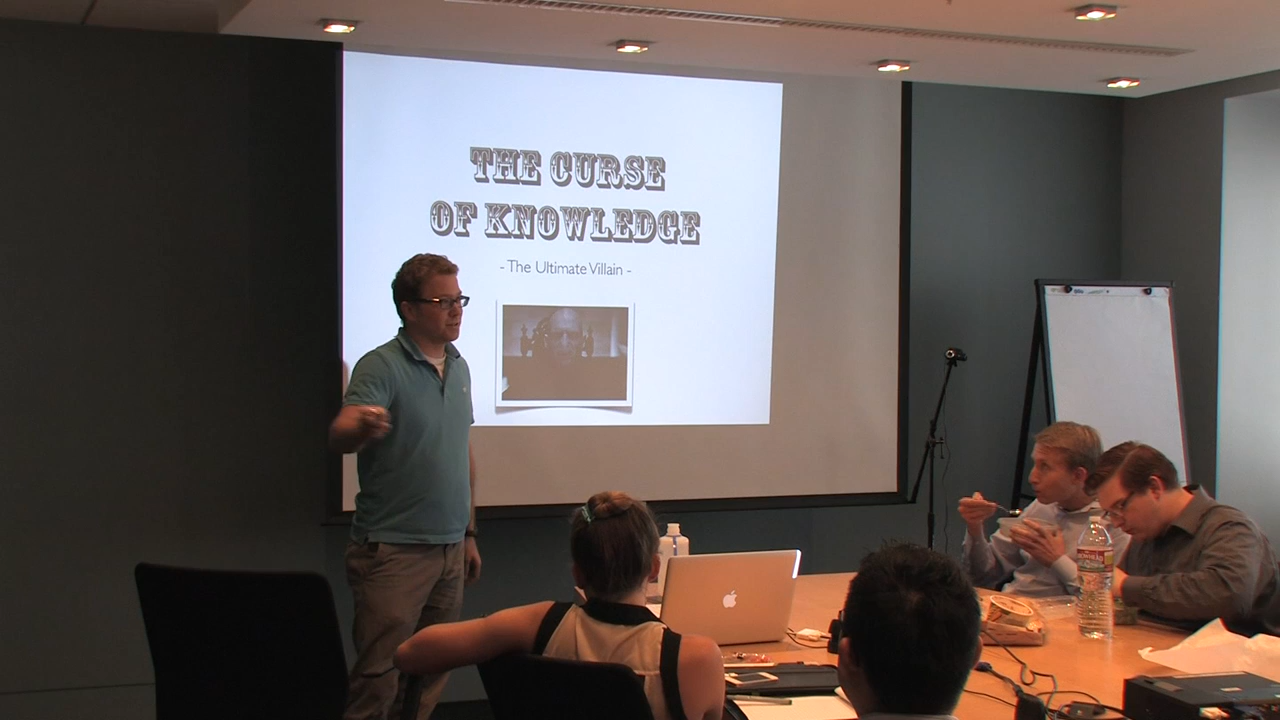 THE CURSE
OF KNOWLEDGE
- The Ultimate Villain -